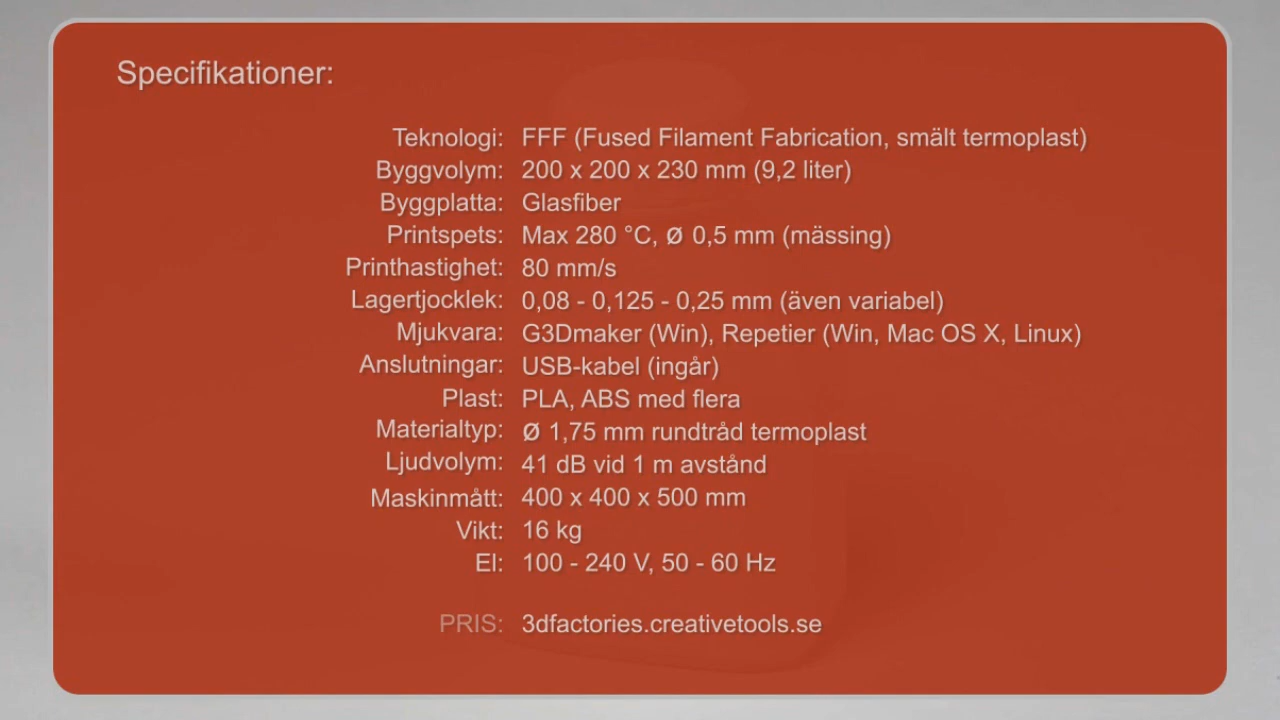 Specifikationer:
Teknologi: FFF (Fused Filament Fabrication, smält termoplast)
Byggvolym: 200 x 200 x 230 mm (9,2 liter)
Byggplatta: Glasfiber
Printspets: Max 280 °C, Ø 0,5 mm (mässing)
Printhastighet: 80 mm/s
Lagertjocklek: 0,08 - 0,125 - 0,25 mm (även variabel)
Mjukvara: G3Dmaker (Win), Repetier (Win, Mac OS X, Linux)
Anslutningar: USB-kabel (ingår)
Plast: PLA, ABS med flera
Materialtyp: Ø 1,75 mm rundtråd termoplast
Ljudvolym: 41 dB vid 1 m avstånd
Maskinmått: 400 x 400 x 500 mm
Vikt: 16 kg
El: 100 - 240 V, 50 - 60 Hz
PRIS: 3dfactories.creativetools.se